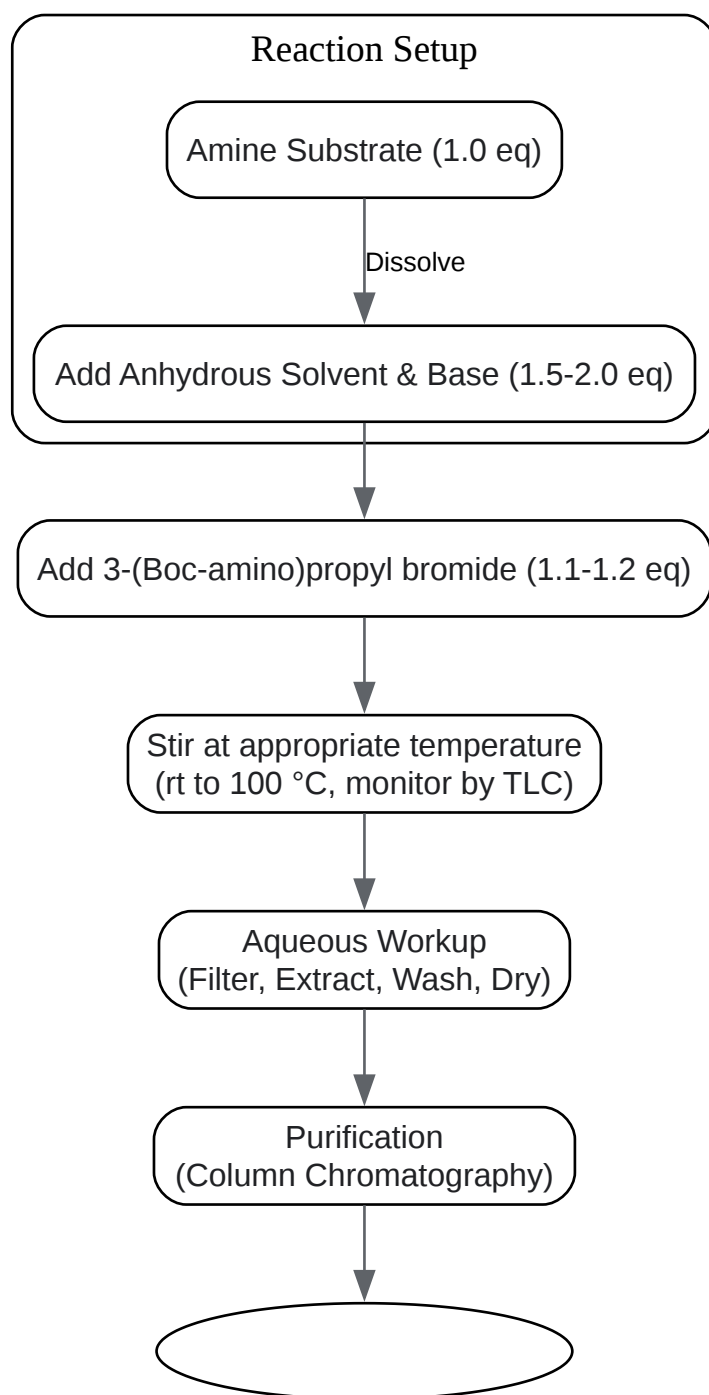 Reaction Setup
Amine Substrate (1.0 eq)
Dissolve
Add Anhydrous Solvent & Base (1.5-2.0 eq)
Add 3-(Boc-amino)propyl bromide (1.1-1.2 eq)
Stir at appropriate temperature
(rt to 100 °C, monitor by TLC)
Aqueous Workup
(Filter, Extract, Wash, Dry)
Purification
(Column Chromatography)